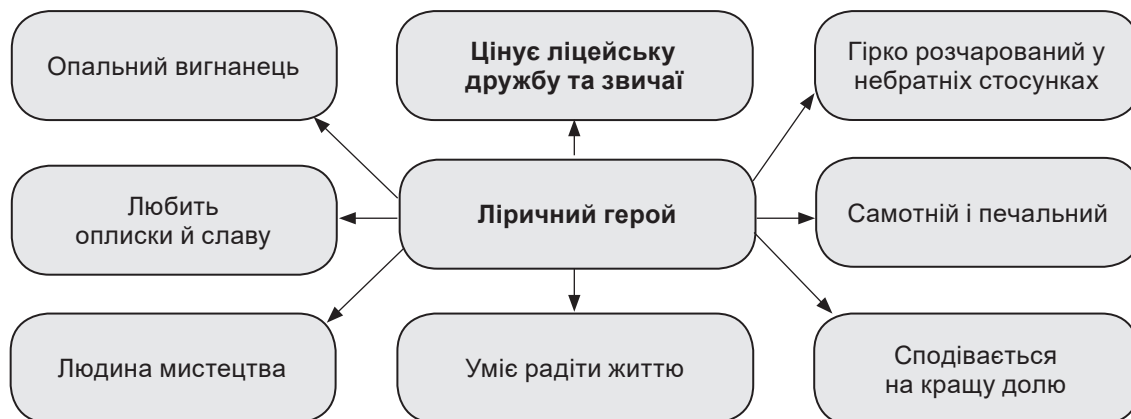 Опальний вигнанець
Цінує ліцейську
дружбу та звичаї
Гірко розчарований у
небратніх стосунках
Любить
оплиски й славу
Ліричний герой
Самотній і печальний
Людина мистецтва
Уміє радіти життю
Сподівається
на кращу долю